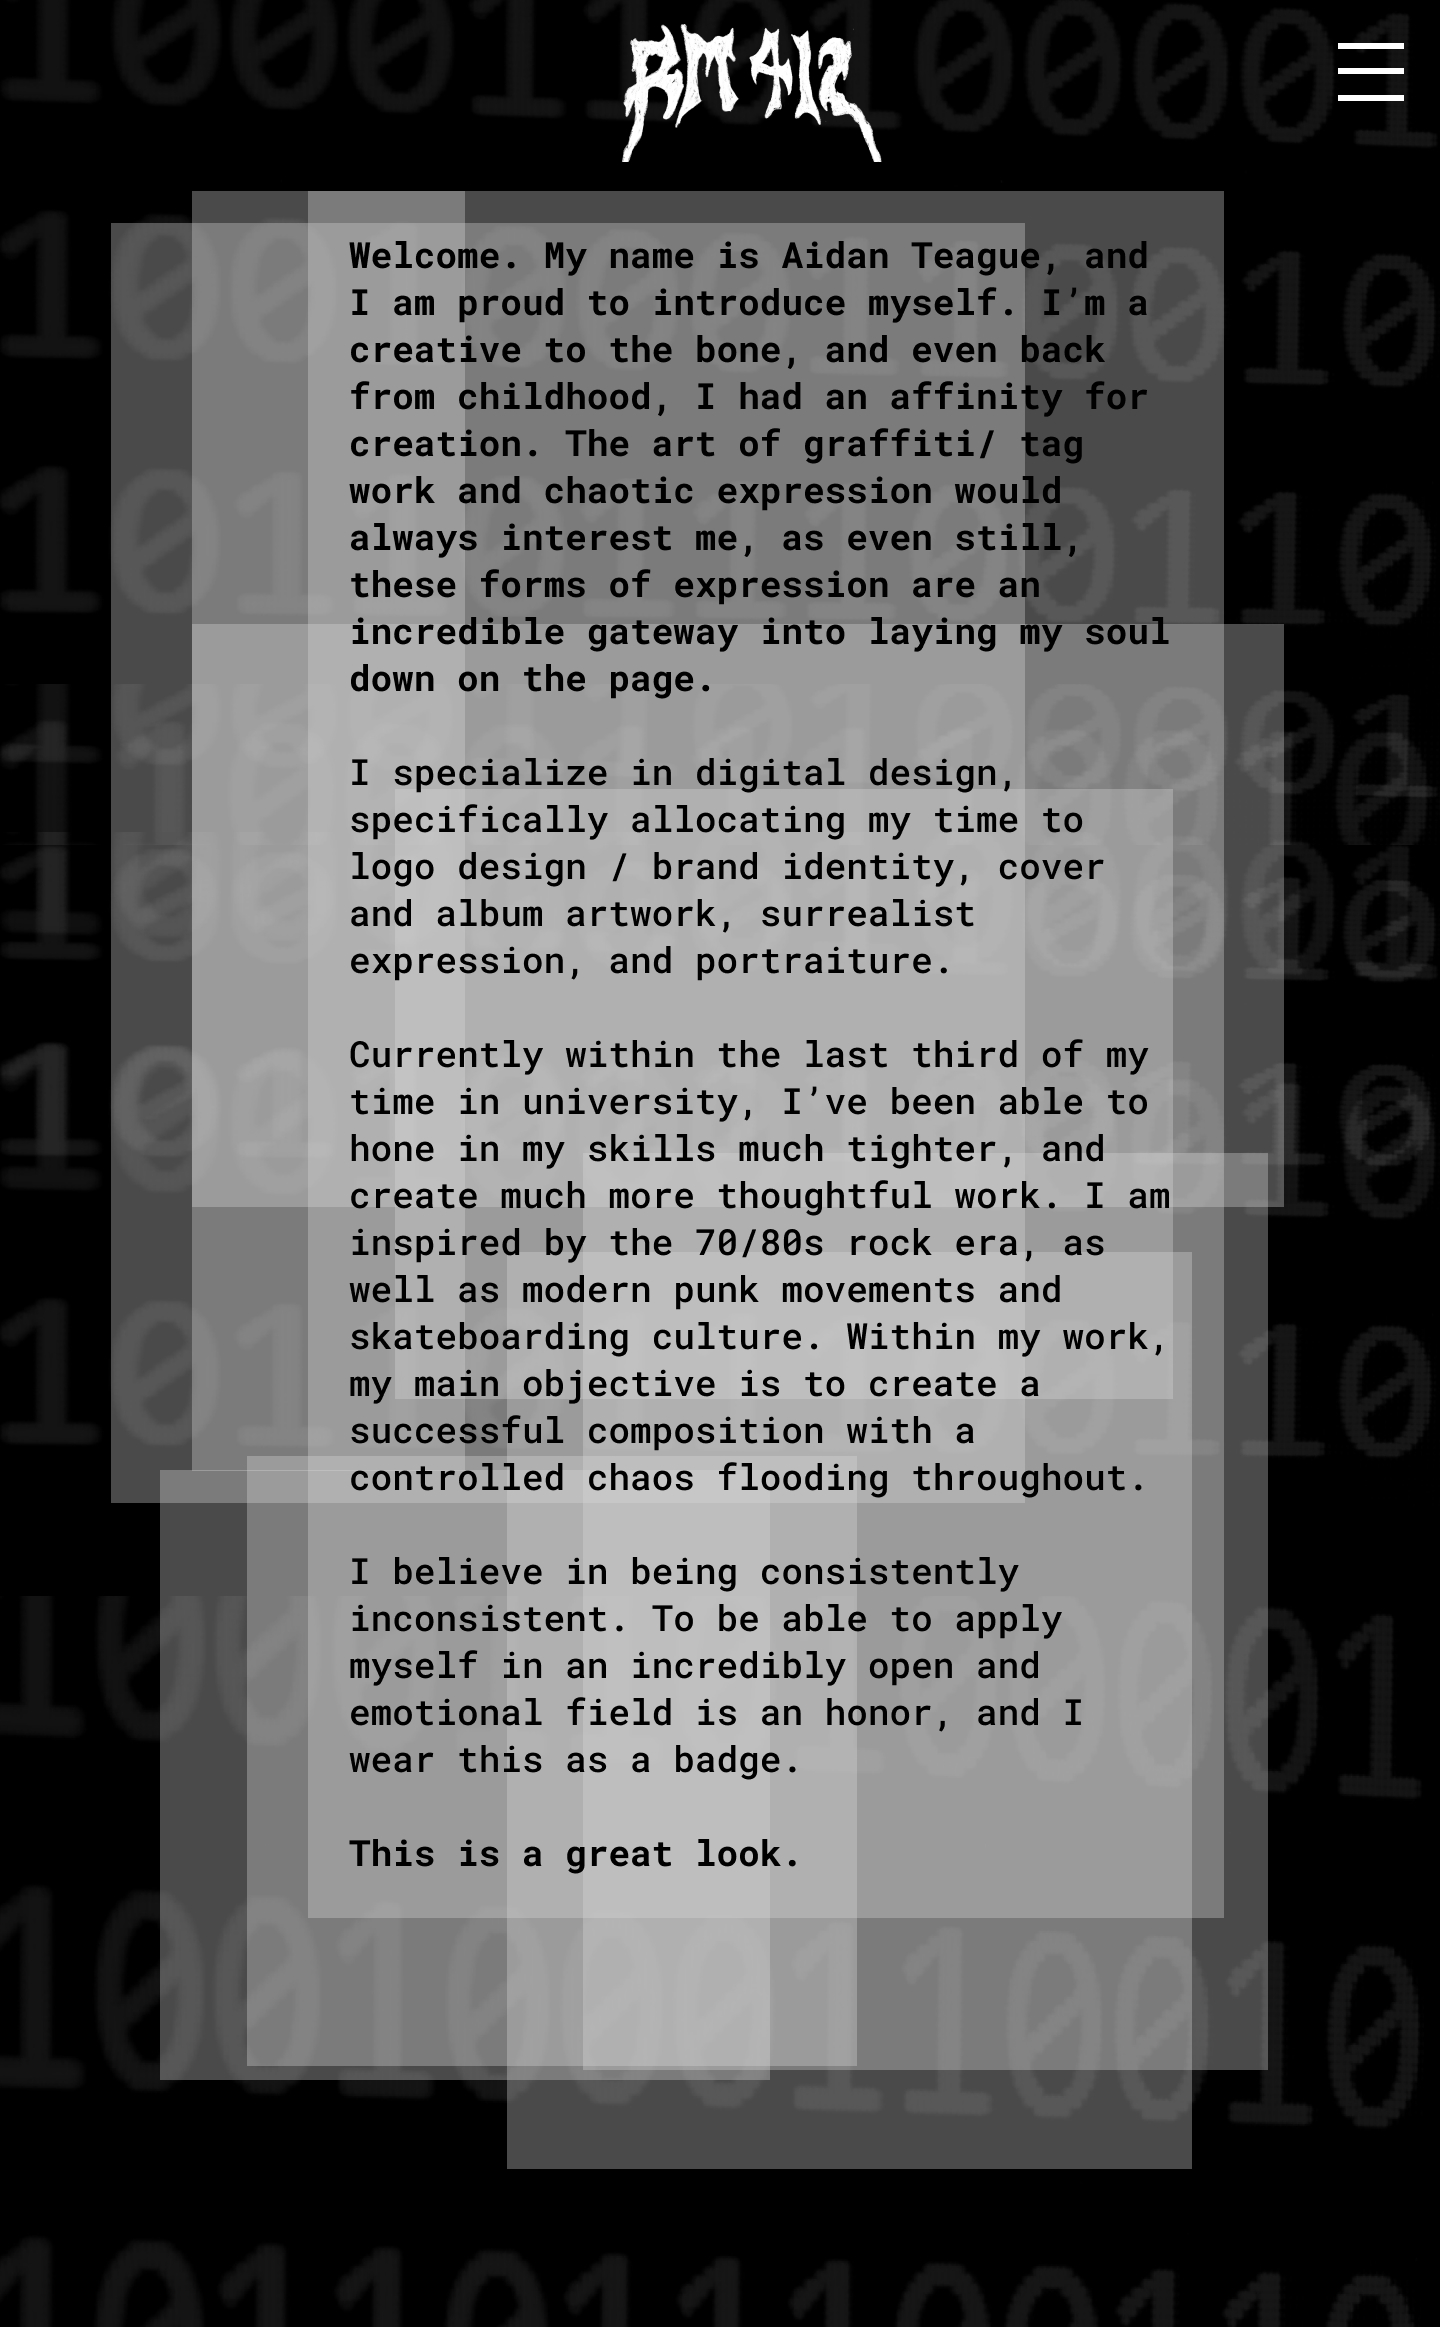 BM 412
Welcome. My name is Aidan Teague, and
I am proud to introduce myself. I’m a
creative to the bone, and even back
from childhood, I had an affinity for
creation. The art of graffiti/ tag
work and chaotic expression would
always interest me, as even still,
these forms of expression are an
incredible gateway into laying my soul
down on the page.
I specialize in digital design,
specifically allocating my time to
logo design / brand identity, cover
and album artwork, surrealist
expression, and portraiture.
Currently within the last third of my
time in university, I’ve been able to
hone in my skills much tighter, and
create much more thoughtful work. I am
inspired by the 70/80s rock era, as
well as modern punk movements and
skateboarding culture. Within my work,
my main objective is to create a
successful composition with a
controlled chaos flooding throughout.
I believe in being consistently
inconsistent. To be able to apply
myself in an incredibly open and
emotional field is an honor, and I
wear this as a badge.
This is a great look.